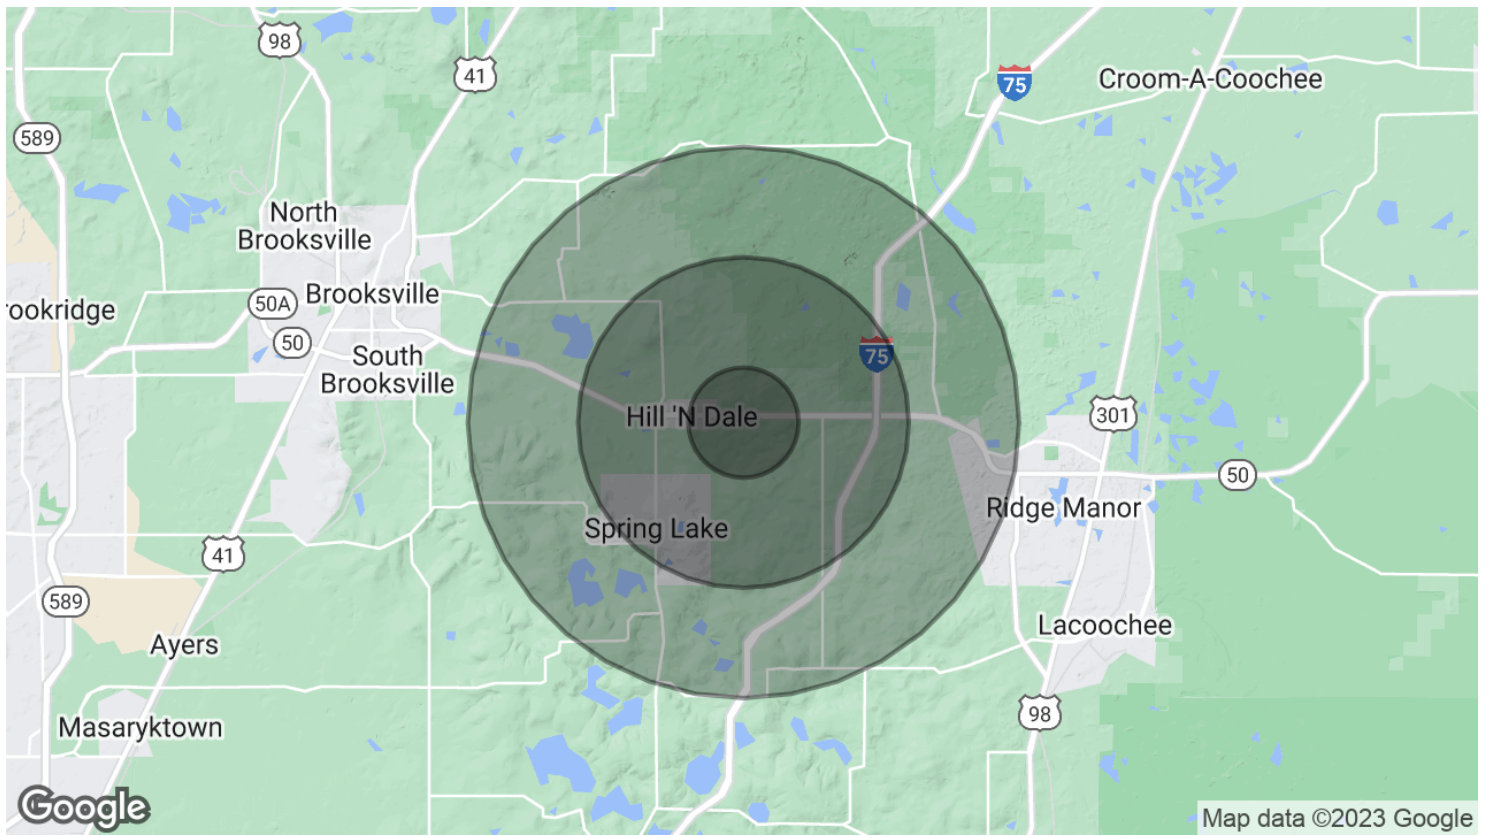 98
41
75
Croom-A-Coochee
589
North
Brooksville
50A
Brooksville
rookridge
50
South
Brooksville
75
Hill 'N Dale
301
50
Ridge Manor
Spring Lake
41
589
Lacoochee
Ayers
98
Masaryktown
Google
Map data ©2023 Google